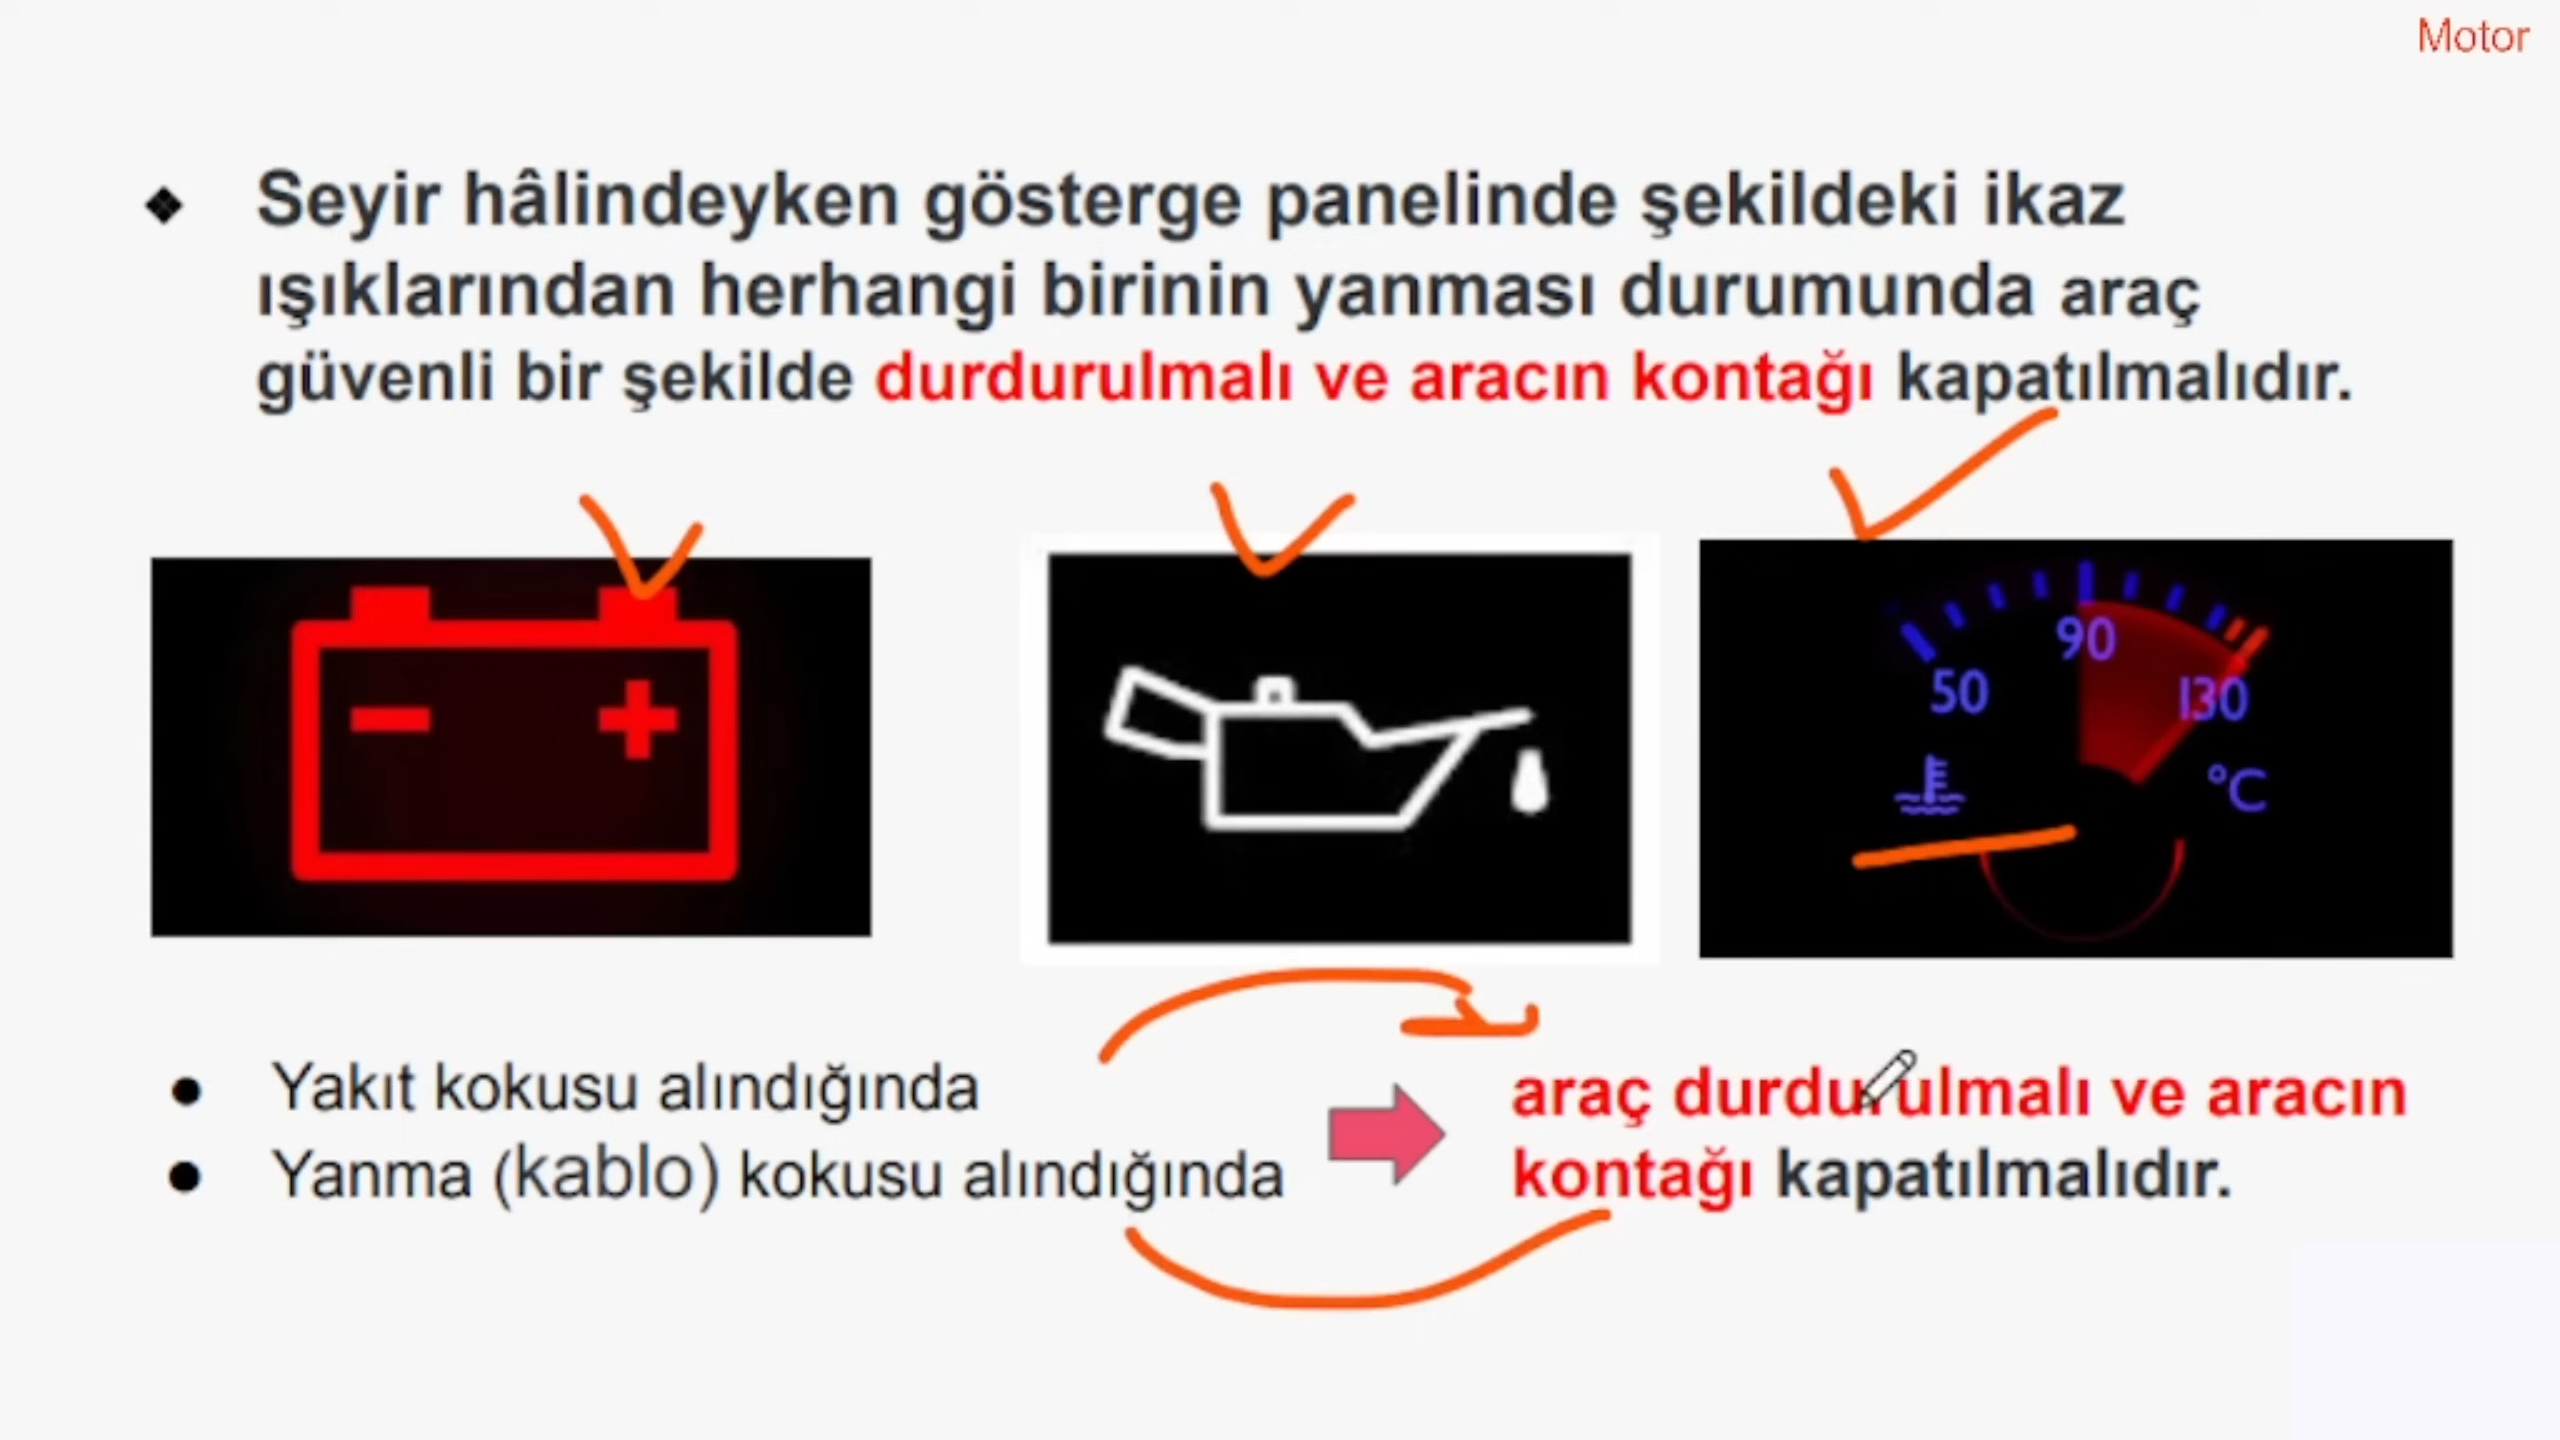 Motor
❖ Seyir hâlindeyken gösterge panelinde şekildeki ikaz
ışıklarından herhangi birinin yanması durumunda araç
güvenli bir şekilde durdurulmalı ve aracın kontağı kapatılmalıdır.
- +
90
50 130
°C
● Yakıt kokusu alındığında
● Yanma (kablo) kokusu alındığında
araç durdurulmalı ve aracın
kontağı kapatılmalıdır.